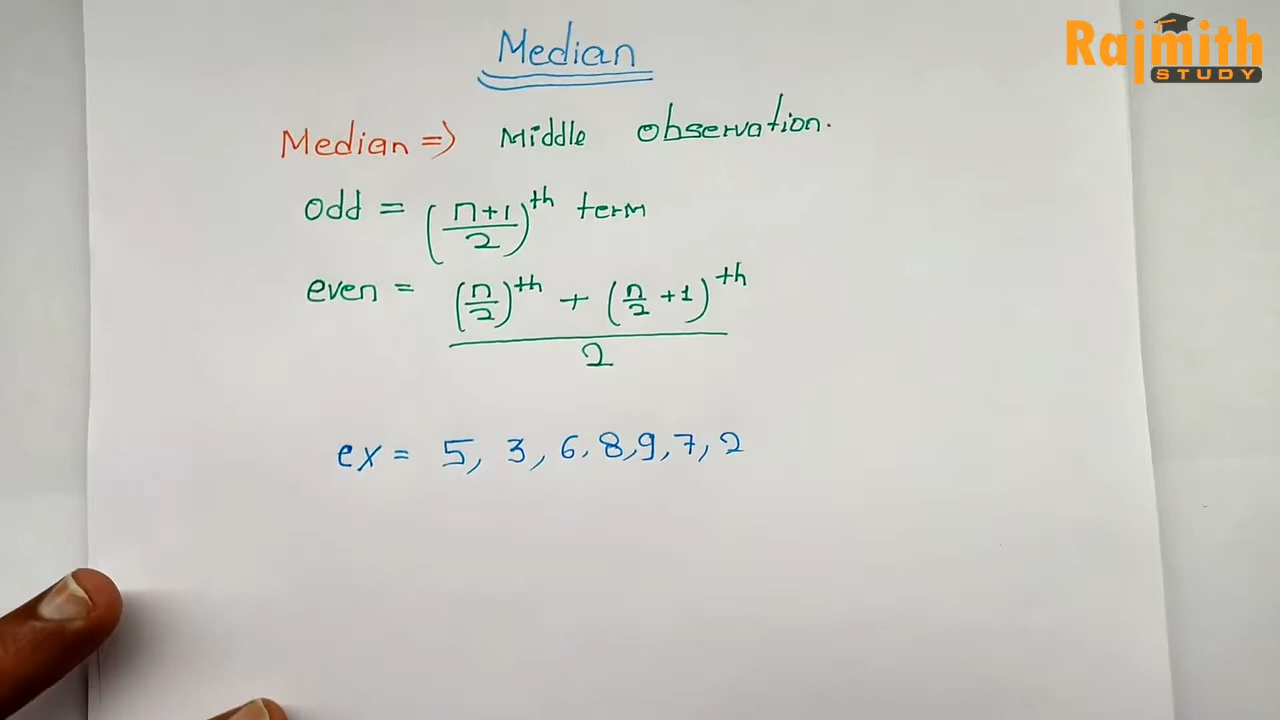 Rajmith
STUDY
Median
Median => Middle observation.
odd = (n+1/2)th term
even = (n/2)th + (n/2 +1)th
2
ex = 5, 3, 6, 8, 9, 7, 2